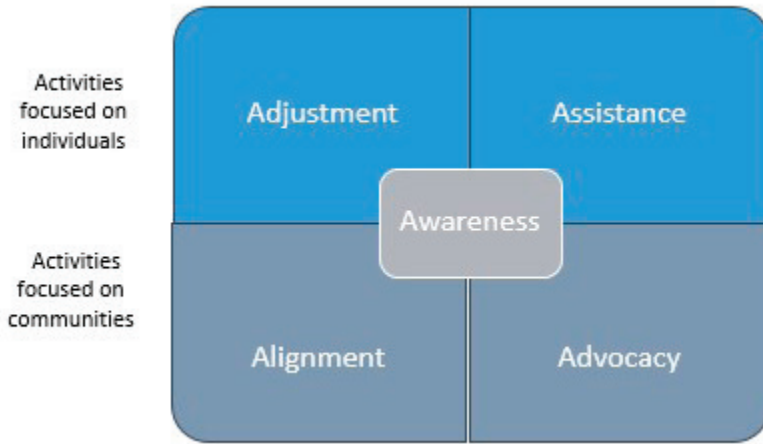 Activities
focused on
individuals
Adjustment
Assistance
Awareness
Activities
focused on
communities
Alignment
Advocacy